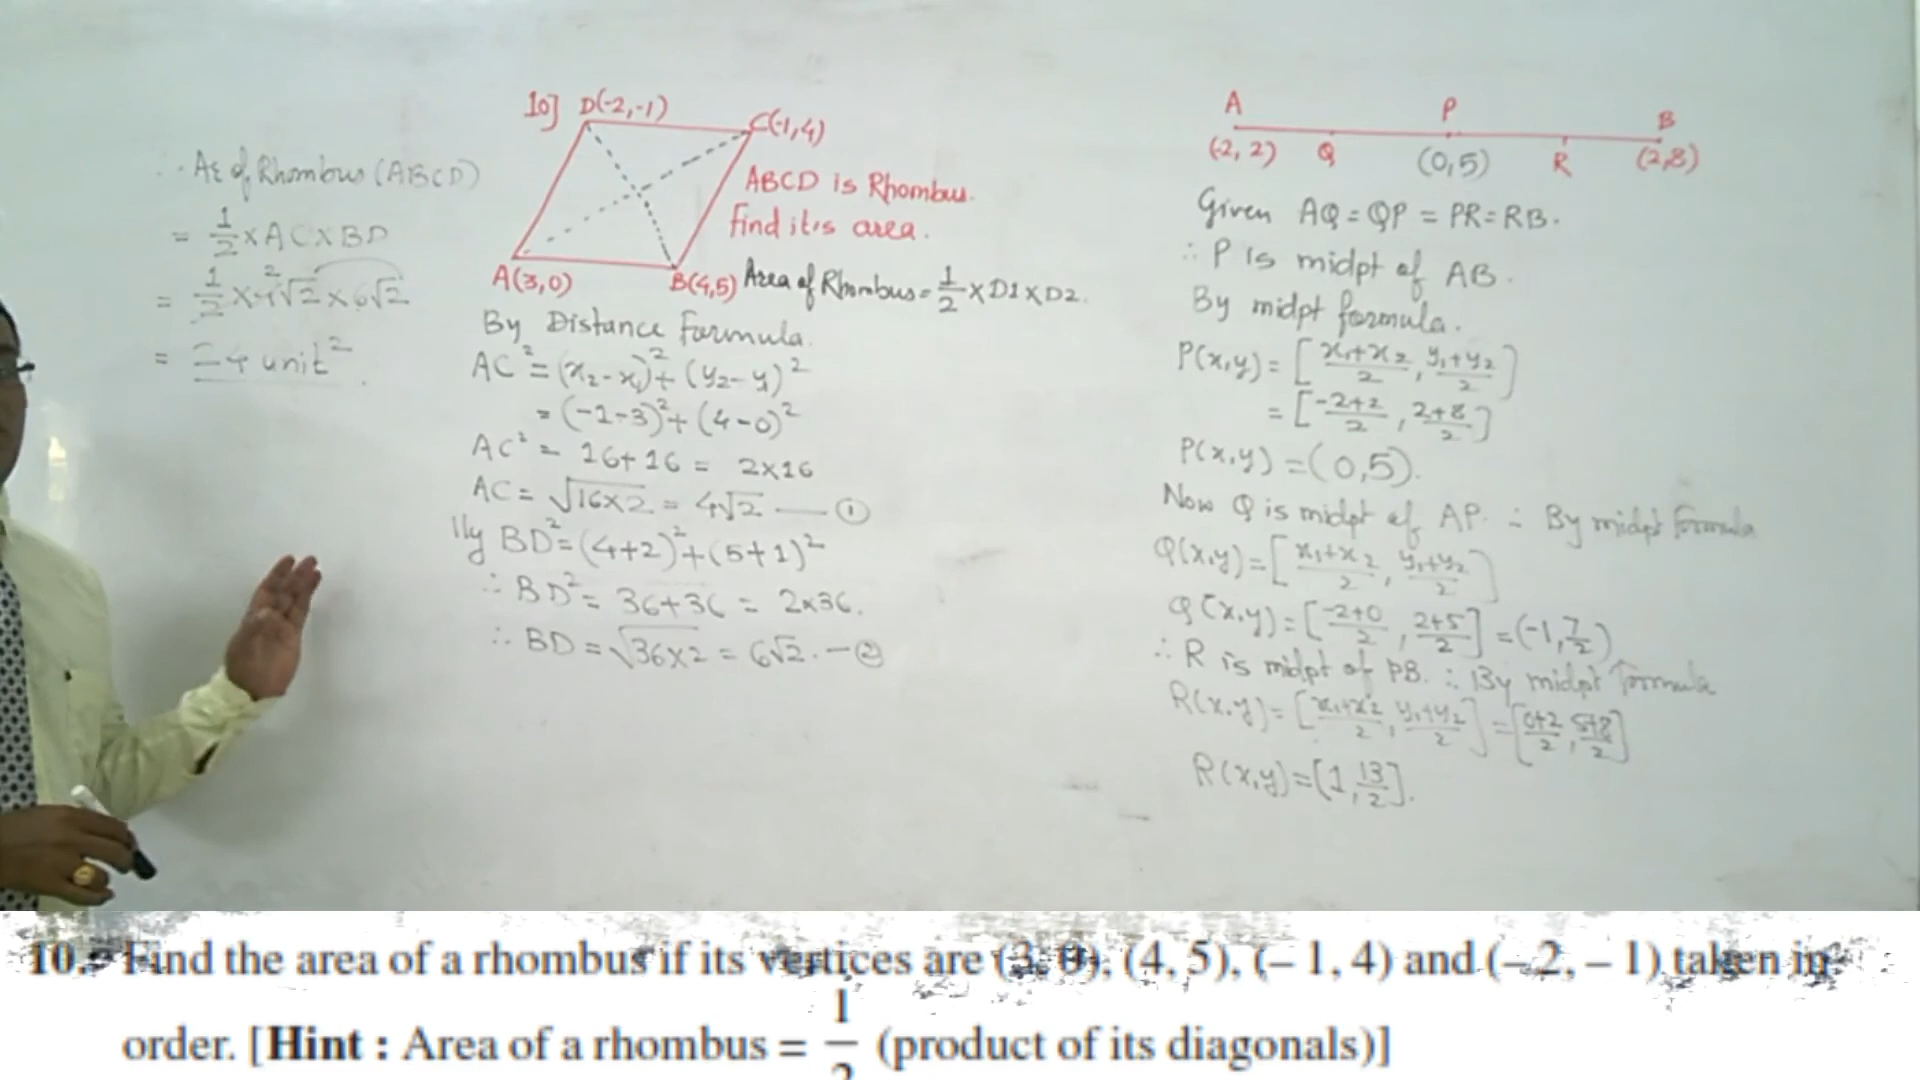 ∴ Ar of Rhombus (ABCD)
= 1/2 × AC × BD
= 1/2 × 4√2 × 6√2
2
= 24 unit²
10] D(-2,-1)
C(-1,4)
ABCD is Rhombus.
find it's area.
A(3,0)
B(4,5)
Area of Rhombus = 1/2 × D1 × D2.
By Distance formula.
AC² = (x₂-x₁)² + (y₂-y₁)²
= (-1-3)² + (4-0)²
AC² = 16+16 = 2×16
AC = √16×2 = 4√2 — ①
lly BD² = (4+2)² + (5+1)²
∴ BD² = 36+36 = 2×36.
∴ BD = √36×2 = 6√2. — ②
A P B
(-2, 2) Q (0,5) R (2,8)
Given AQ = QP = PR = RB.
∴ P is midpt of AB.
By midpt formula.
P(x,y) = [x₁+x₂/2, y₁+y₂/2]
= [-2+2/2, 2+8/2]
P(x,y) = (0,5).
Now Q is midpt of AP. ∴ By midpt formula
Q(x,y) = [x₁+x₂/2, y₁+y₂/2]
Q(x,y) = [-2+0/2, 2+5/2] = (-1, 7/2)
∴ R is midpt of PB. ∴ By midpt formula
R(x,y) = [x₁+x₂/2, y₁+y₂/2] = [0+2/2, 5+8/2]
R(x,y) = [1, 13/2].
10. Find the area of a rhombus if its vertices are (3, 0), (4, 5), (– 1, 4) and (– 2, – 1) taken in
order. [Hint : Area of a rhombus = 1/2 (product of its diagonals)]